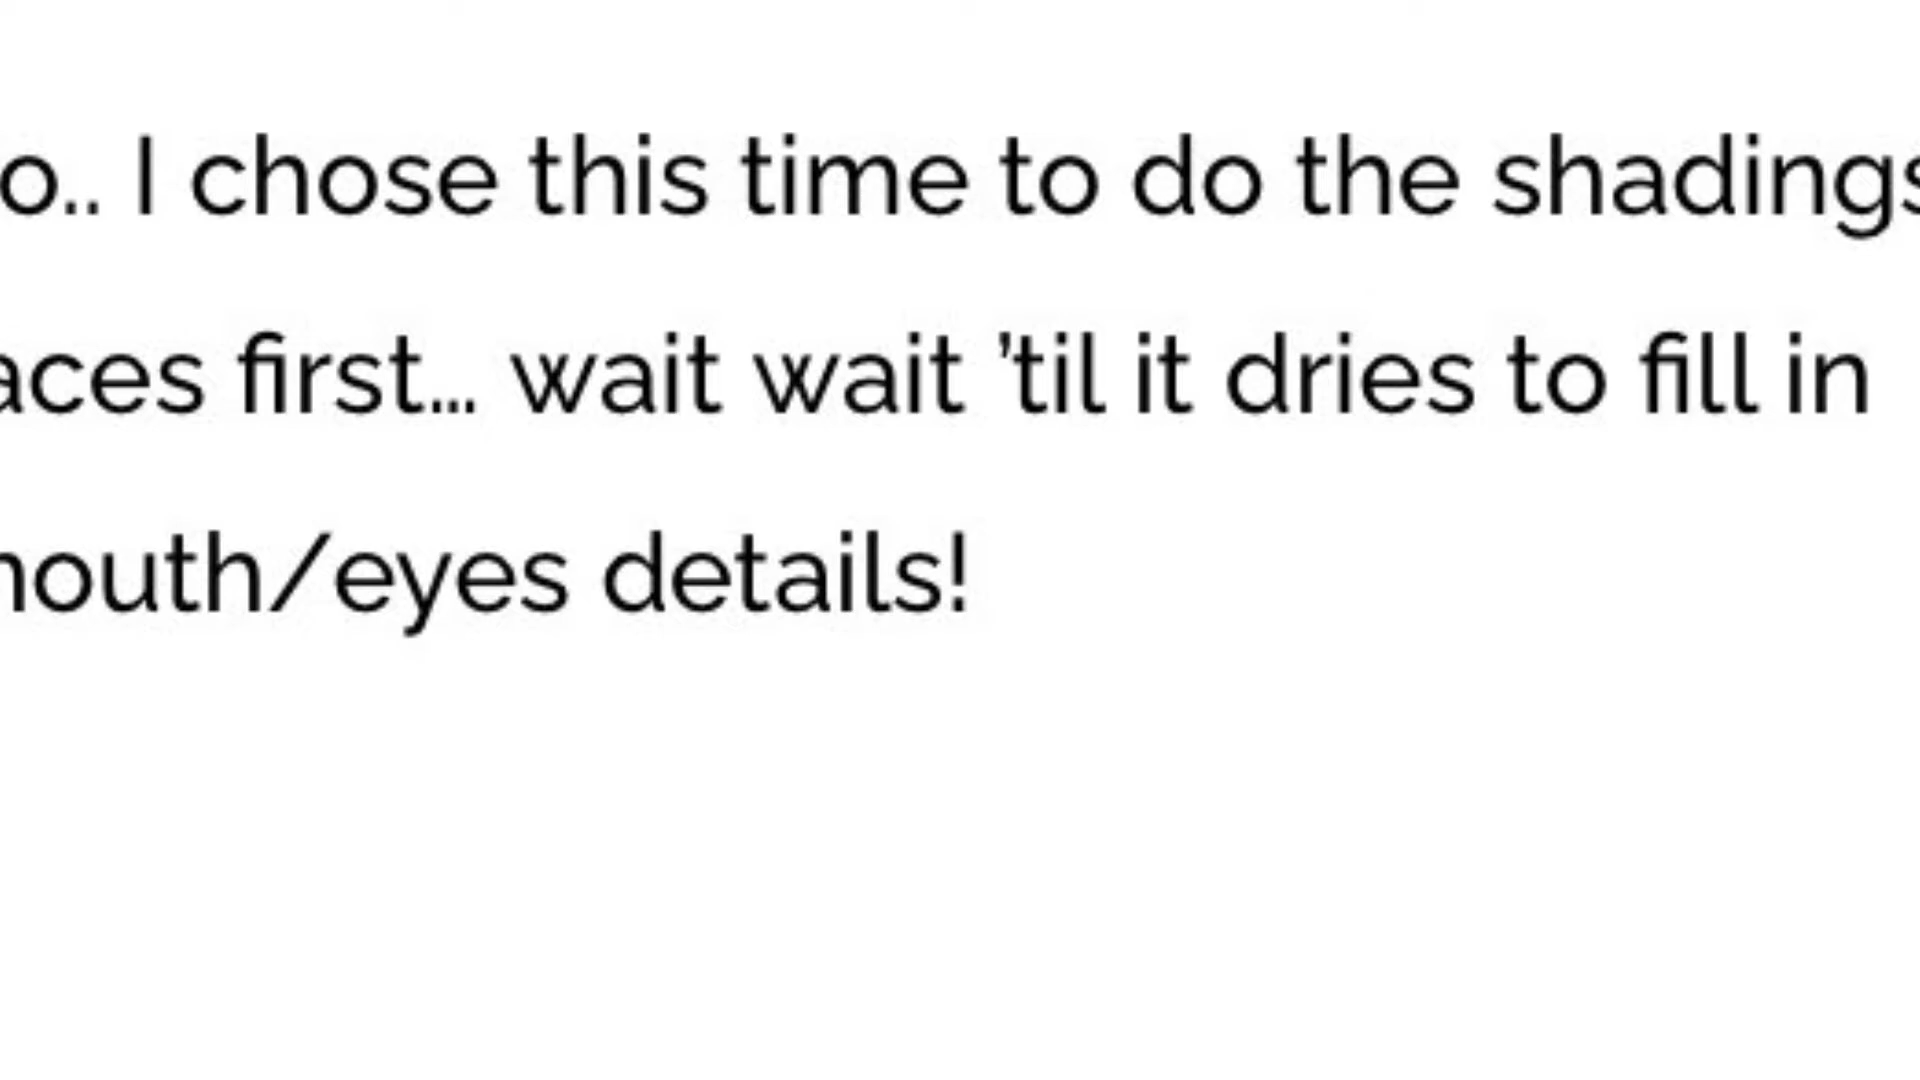 o.. I chose this time to do the shadings
aces first... wait wait ’til it dries to fill in
mouth/eyes details!